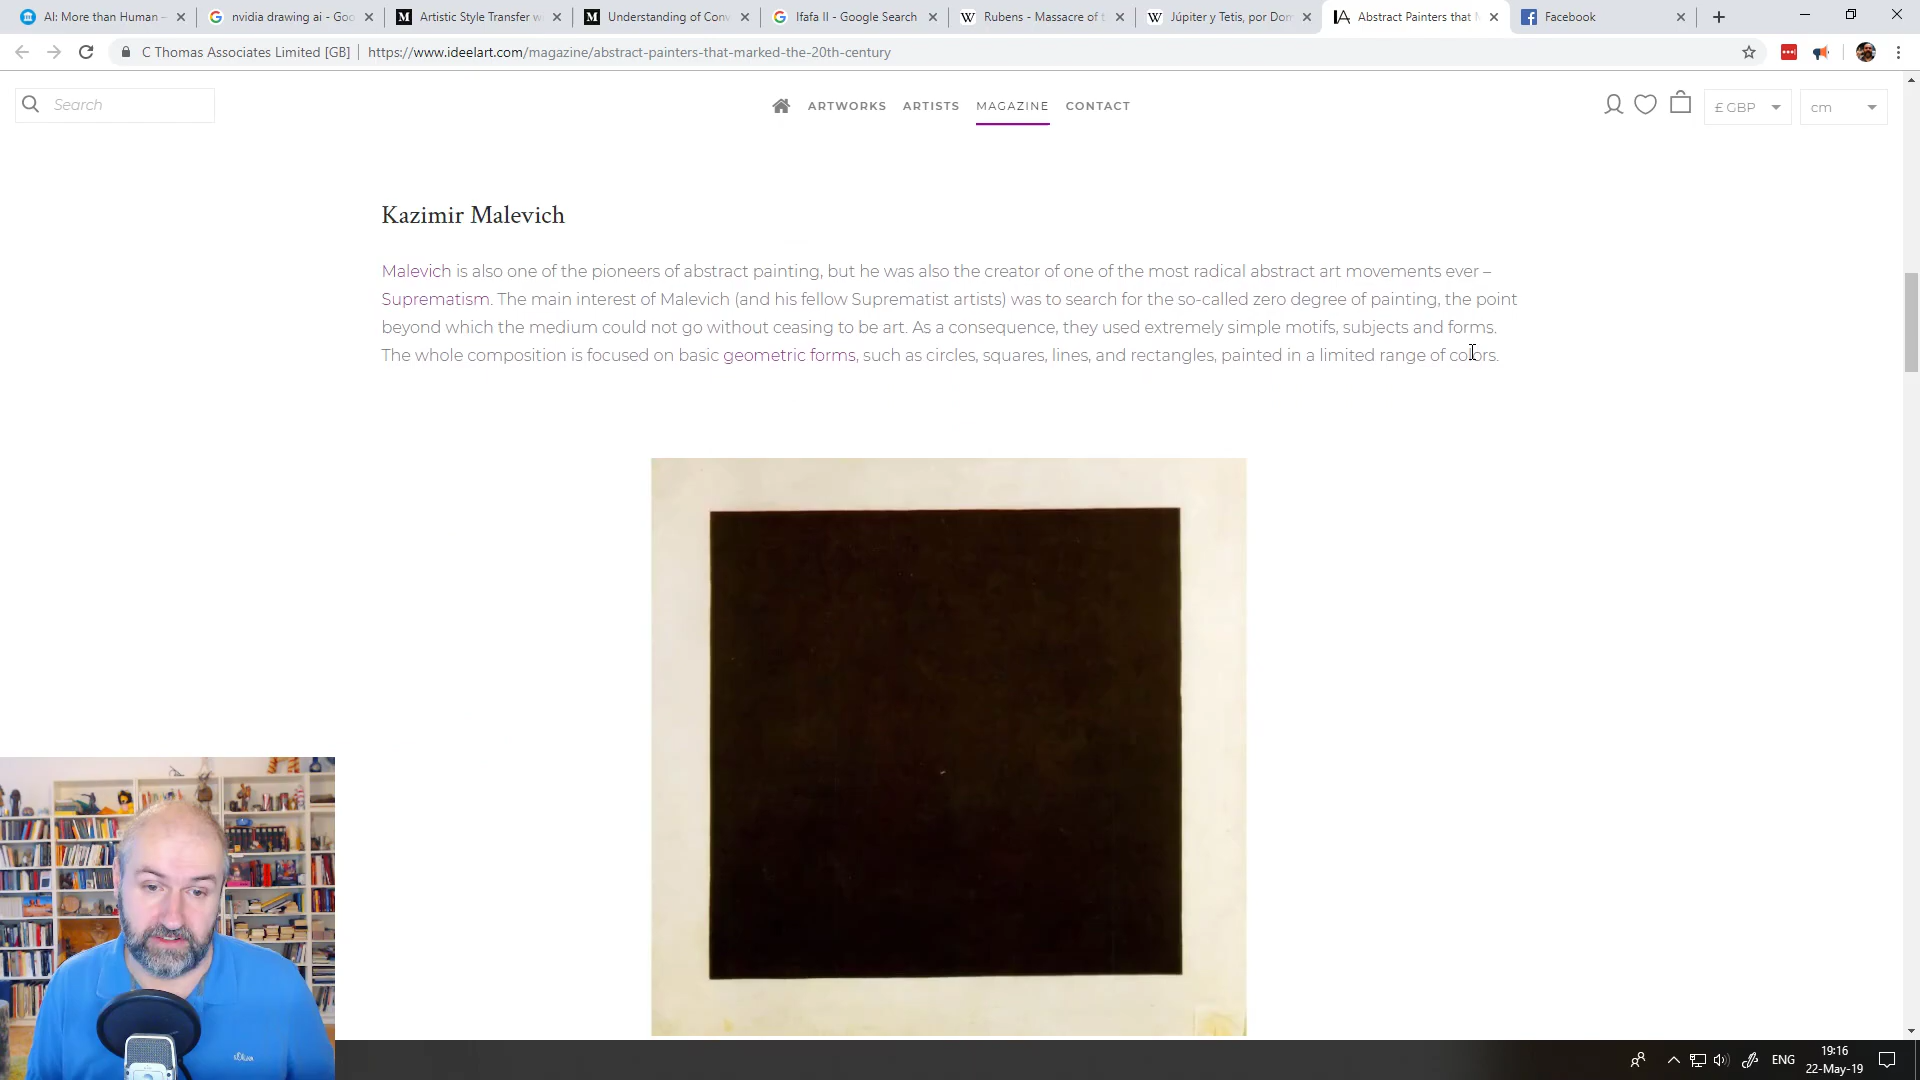 AI: More than Human –
nvidia drawing ai - Goo
Artistic Style Transfer w
Understanding of Conv
Ifafa II - Google Search
Rubens - Massacre of t
Júpiter y Tetis, por Dom
Abstract Painters that M
Facebook
C Thomas Associates Limited [GB] | https://www.ideelart.com/magazine/abstract-painters-that-marked-the-20th-century
Search
ARTWORKS ARTISTS MAGAZINE CONTACT
£ GBP
cm
Kazimir Malevich
Malevich is also one of the pioneers of abstract painting, but he was also the creator of one of the most radical abstract art movements ever –
Suprematism. The main interest of Malevich (and his fellow Suprematist artists) was to search for the so-called zero degree of painting, the point
beyond which the medium could not go without ceasing to be art. As a consequence, they used extremely simple motifs, subjects and forms.
The whole composition is focused on basic geometric forms, such as circles, squares, lines, and rectangles, painted in a limited range of colors.
s.Oliver
ENG
19:16
22-May-19